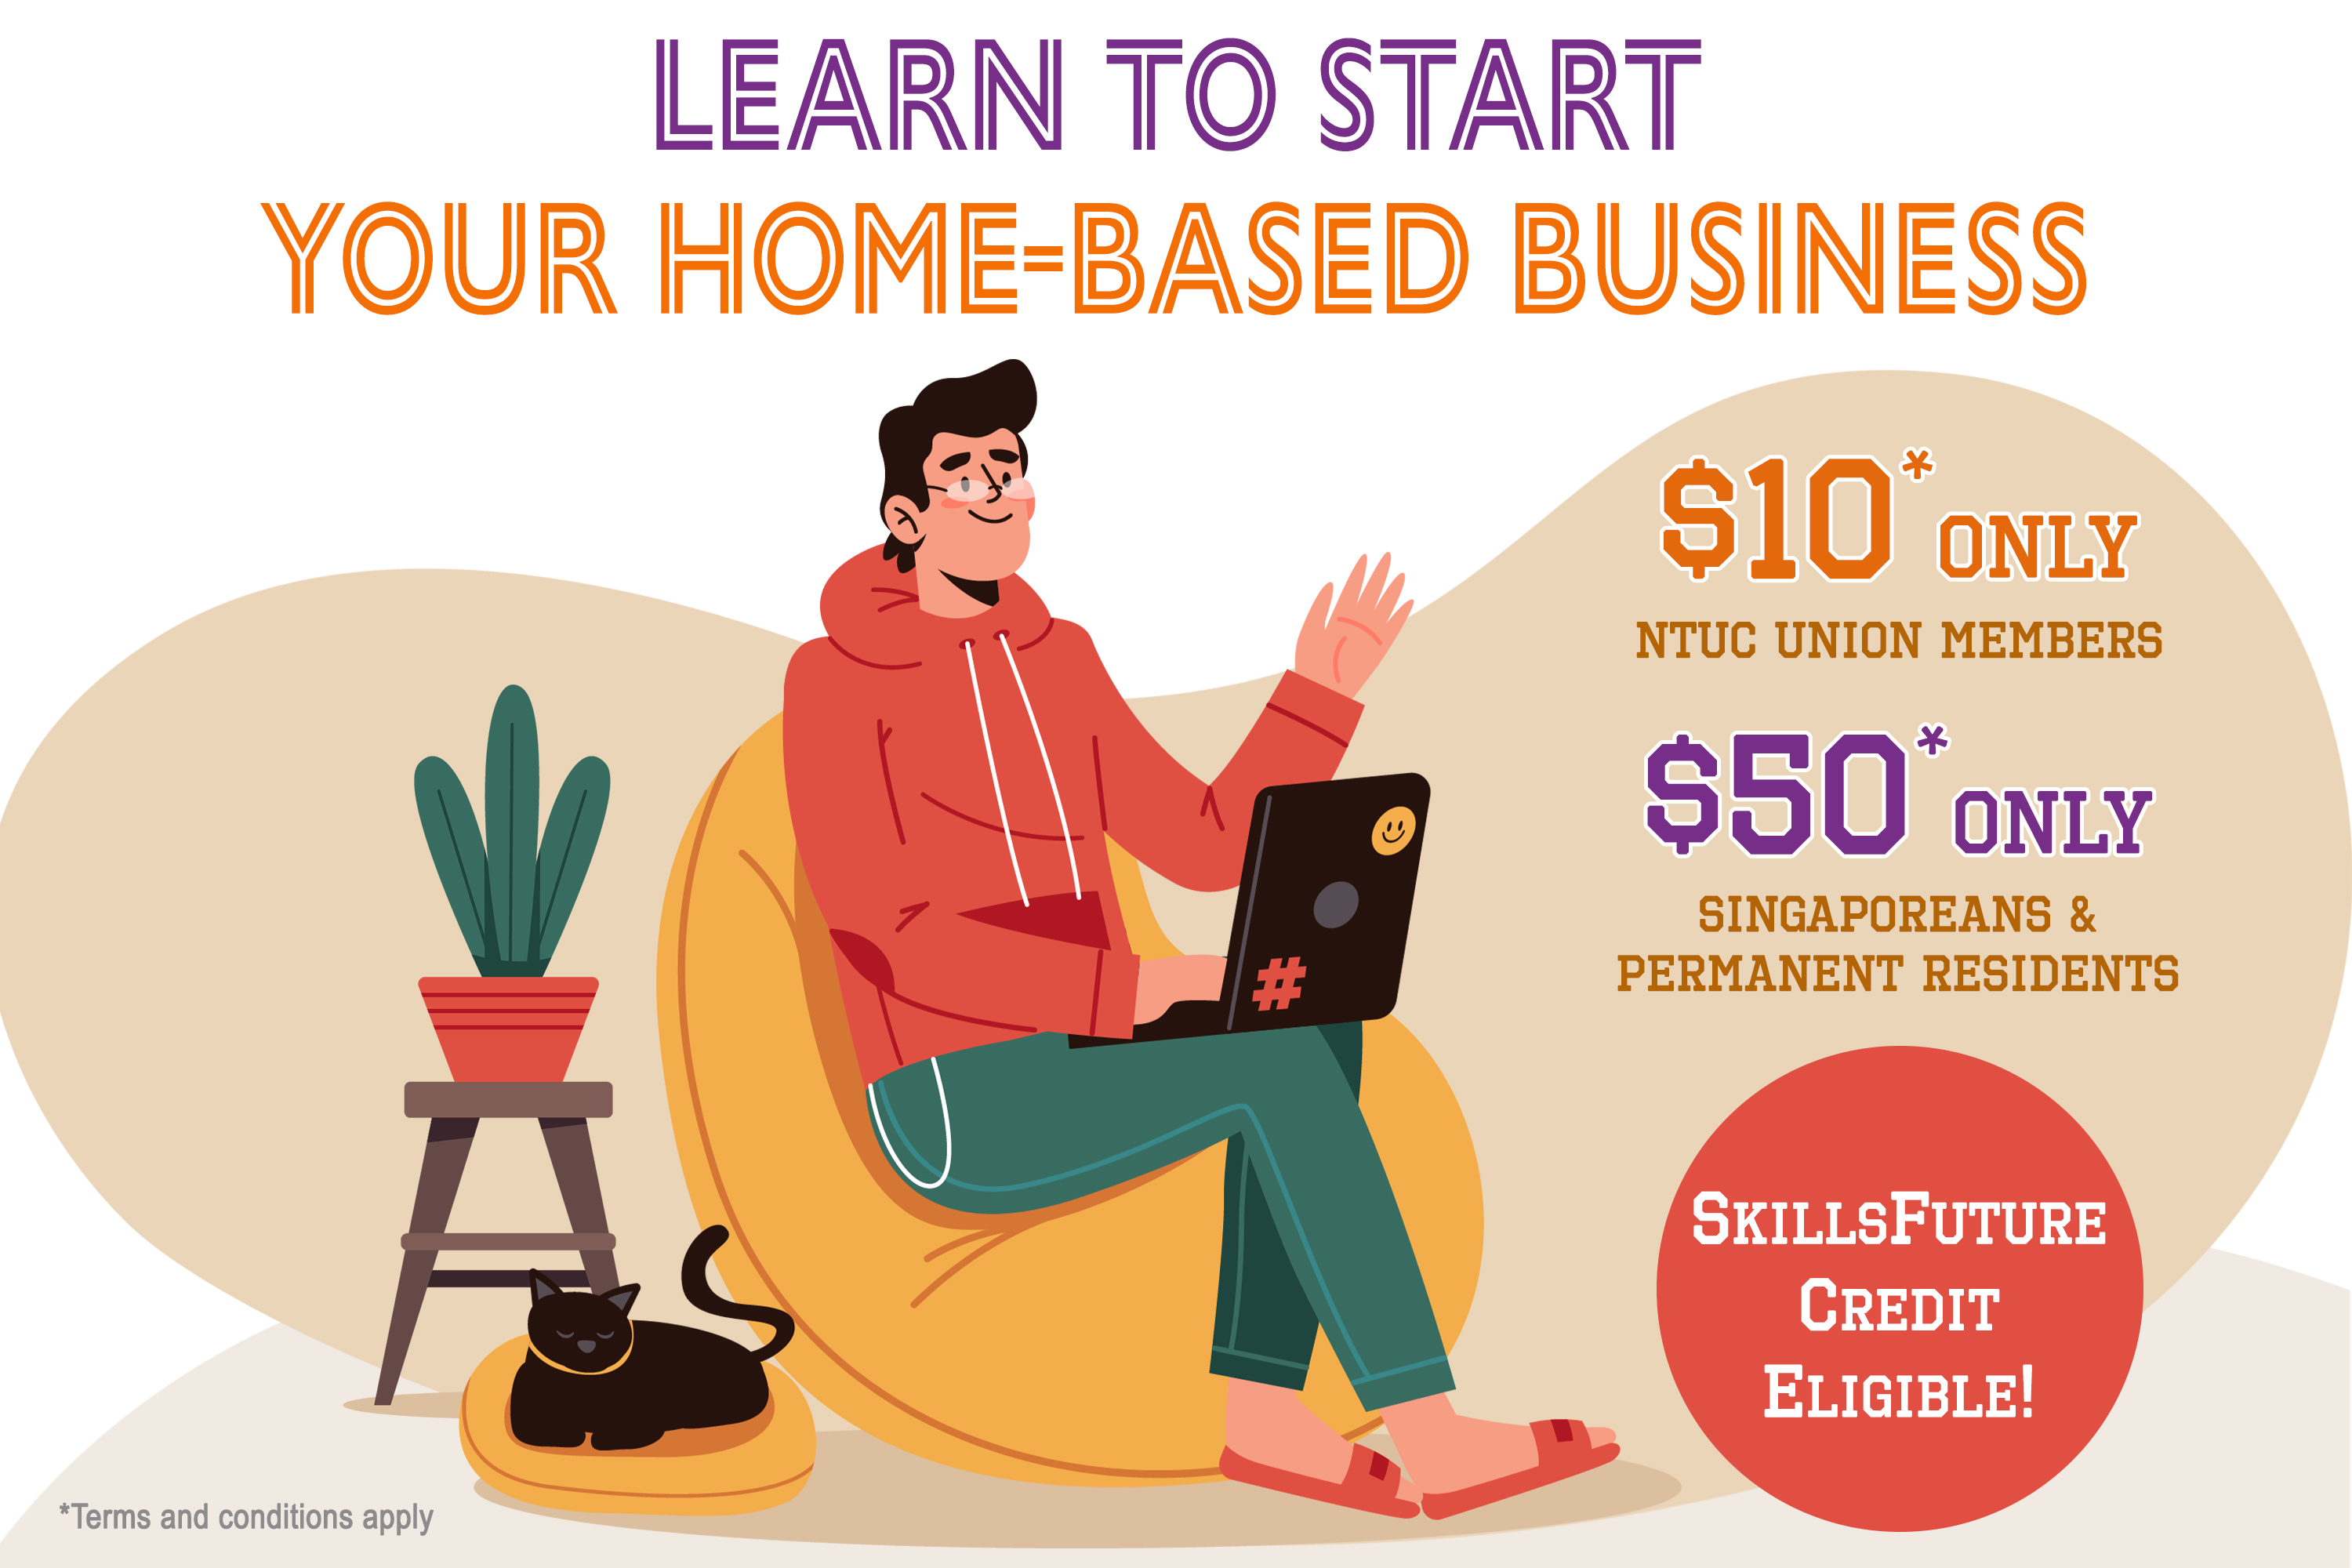 LEARN TO START
YOUR HOME-BASED BUSINESS
$10* ONLY
NTUC UNION MEMBERS
$50* ONLY
SINGAPOREANS &
PERMANENT RESIDENTS
#
SKILLSFUTURE
CREDIT
ELIGIBLE!
*Terms and conditions apply